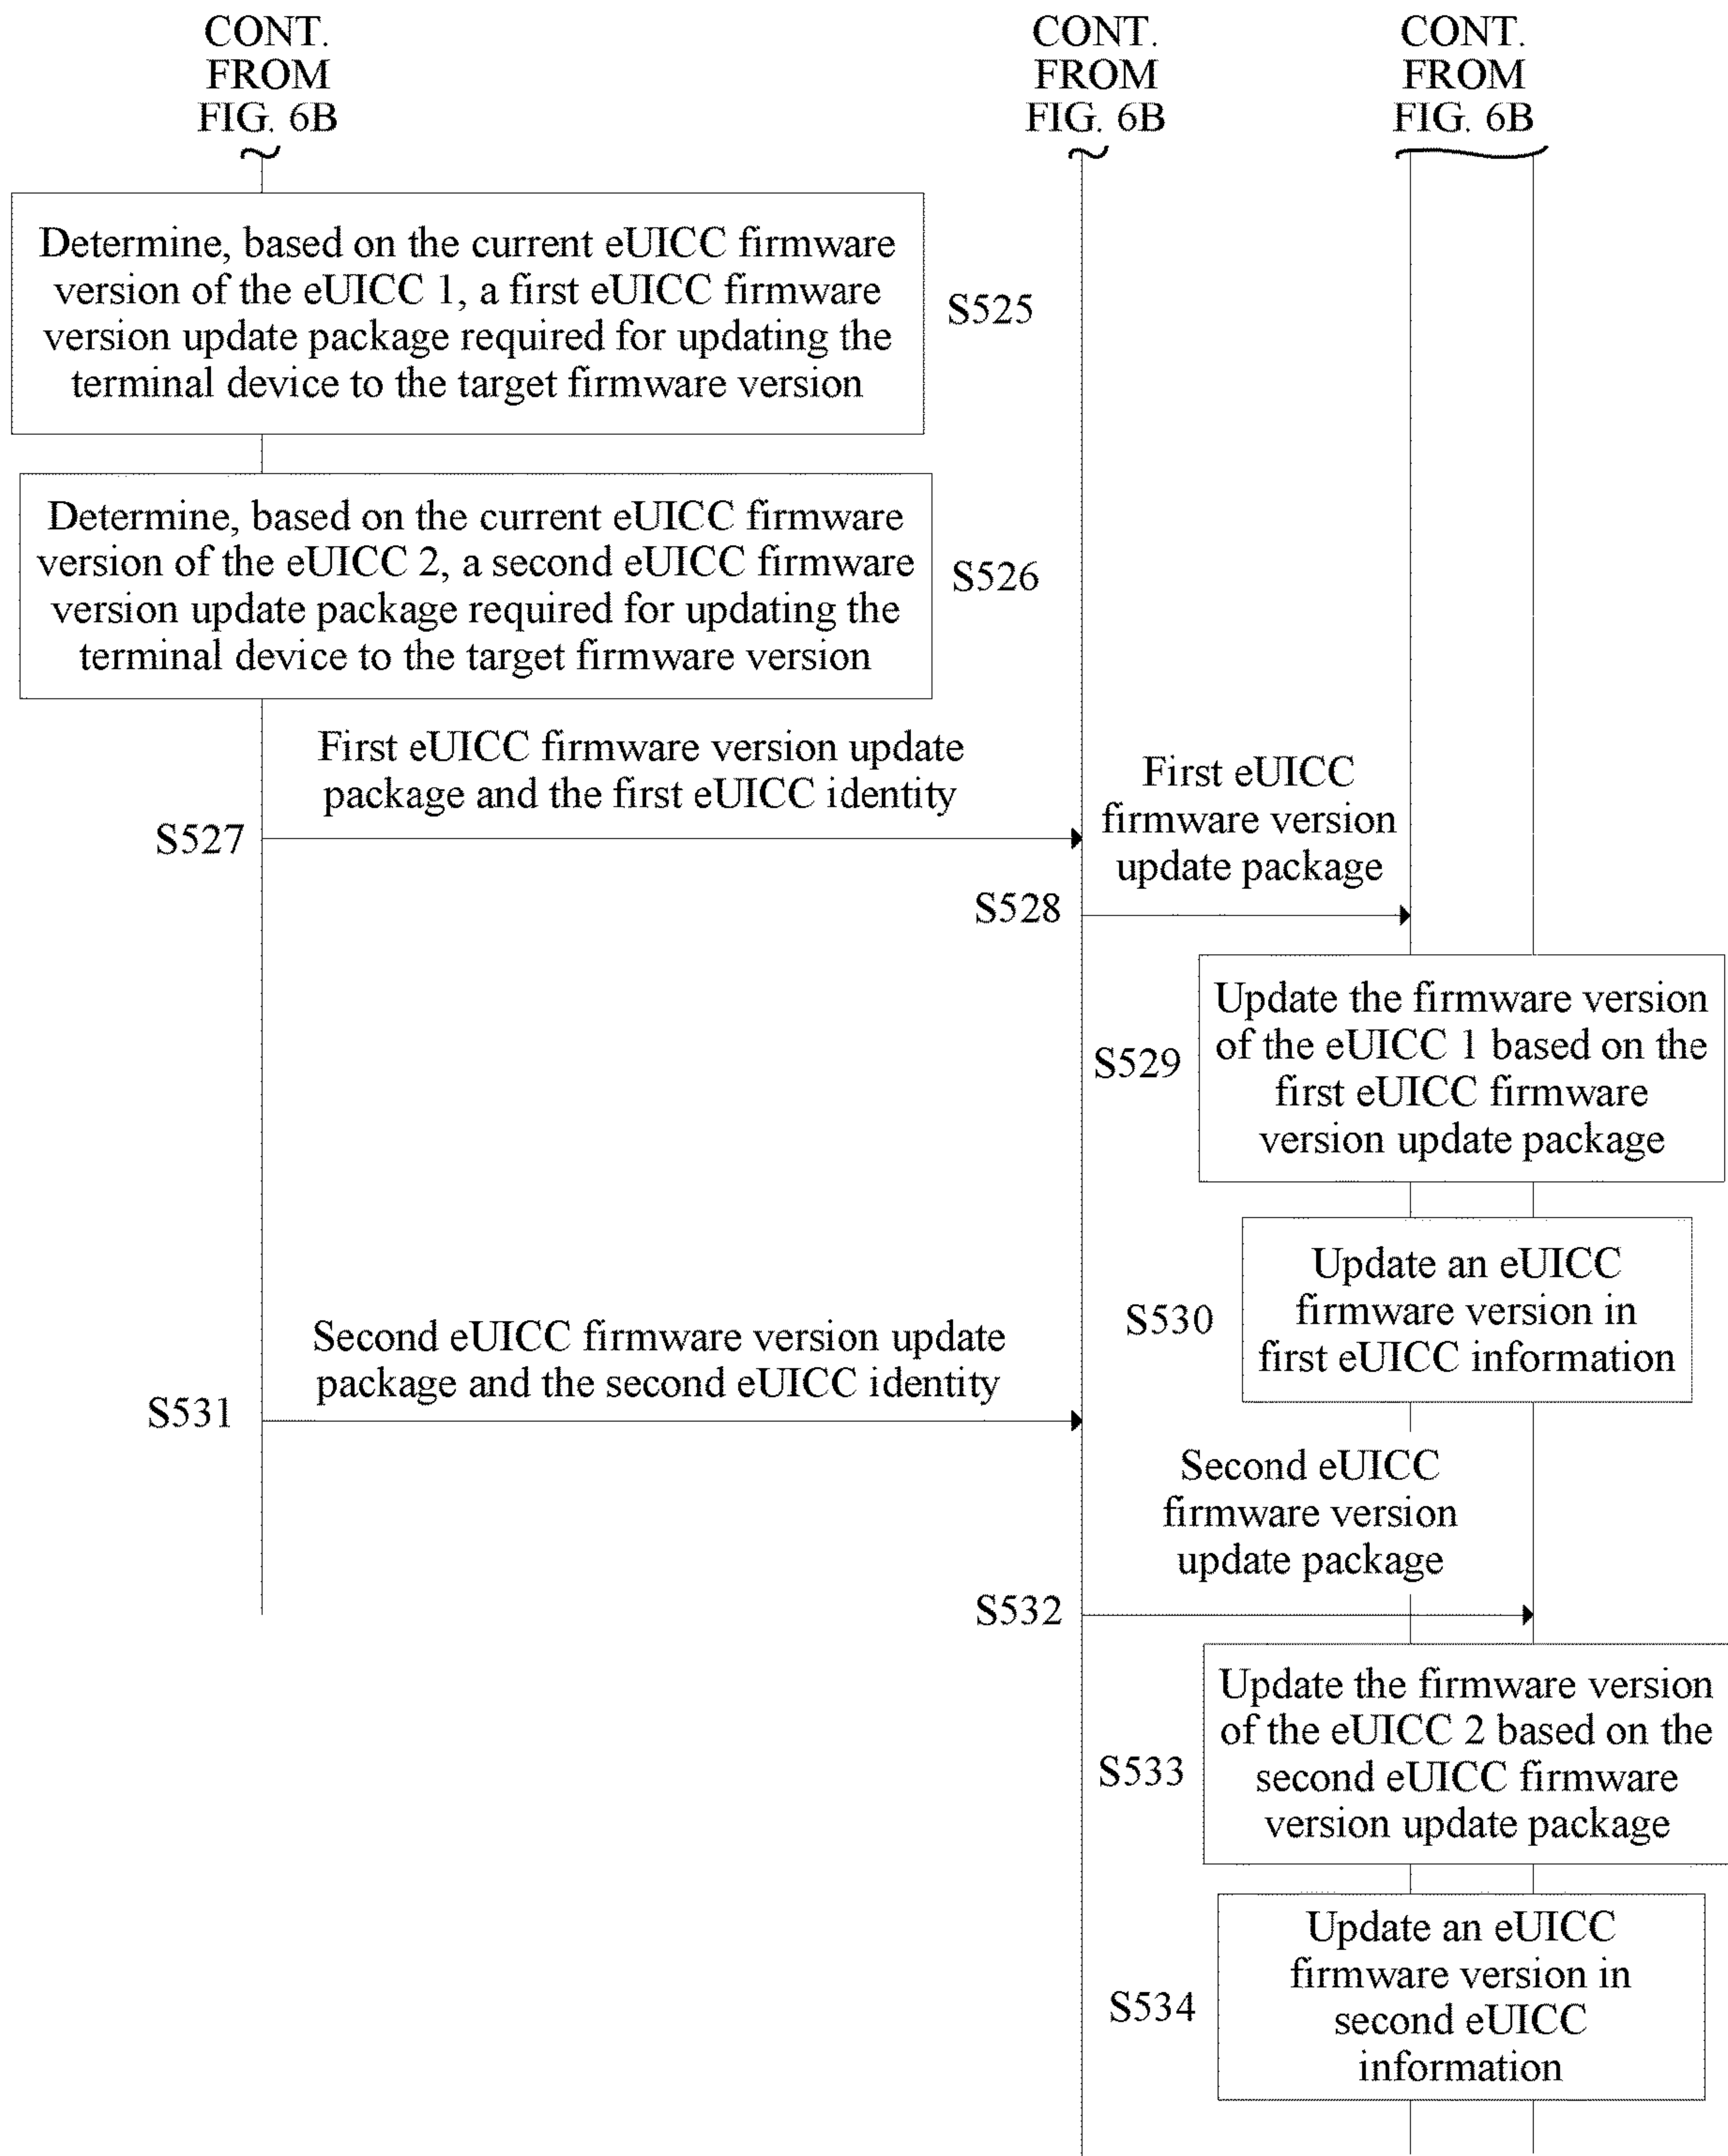 CONT.
FROM
FIG. 6B
CONT.
FROM
FIG. 6B
CONT.
FROM
FIG. 6B
Determine, based on the current eUICC firmware
version of the eUICC 1, a first eUICC firmware
version update package required for updating the
terminal device to the target firmware version
S525
Determine, based on the current eUICC firmware
version of the eUICC 2, a second eUICC firmware
version update package required for updating the
terminal device to the target firmware version
S526
First eUICC firmware version update
package and the first eUICC identity
S527
First eUICC
firmware version
update package
S528
Update the firmware version
of the eUICC 1 based on the
first eUICC firmware
version update package
S529
Update an eUICC
firmware version in
first eUICC information
S530
Second eUICC firmware version update
package and the second eUICC identity
S531
Second eUICC
firmware version
update package
S532
Update the firmware version
of the eUICC 2 based on the
second eUICC firmware
version update package
S533
Update an eUICC
firmware version in
second eUICC
information
S534